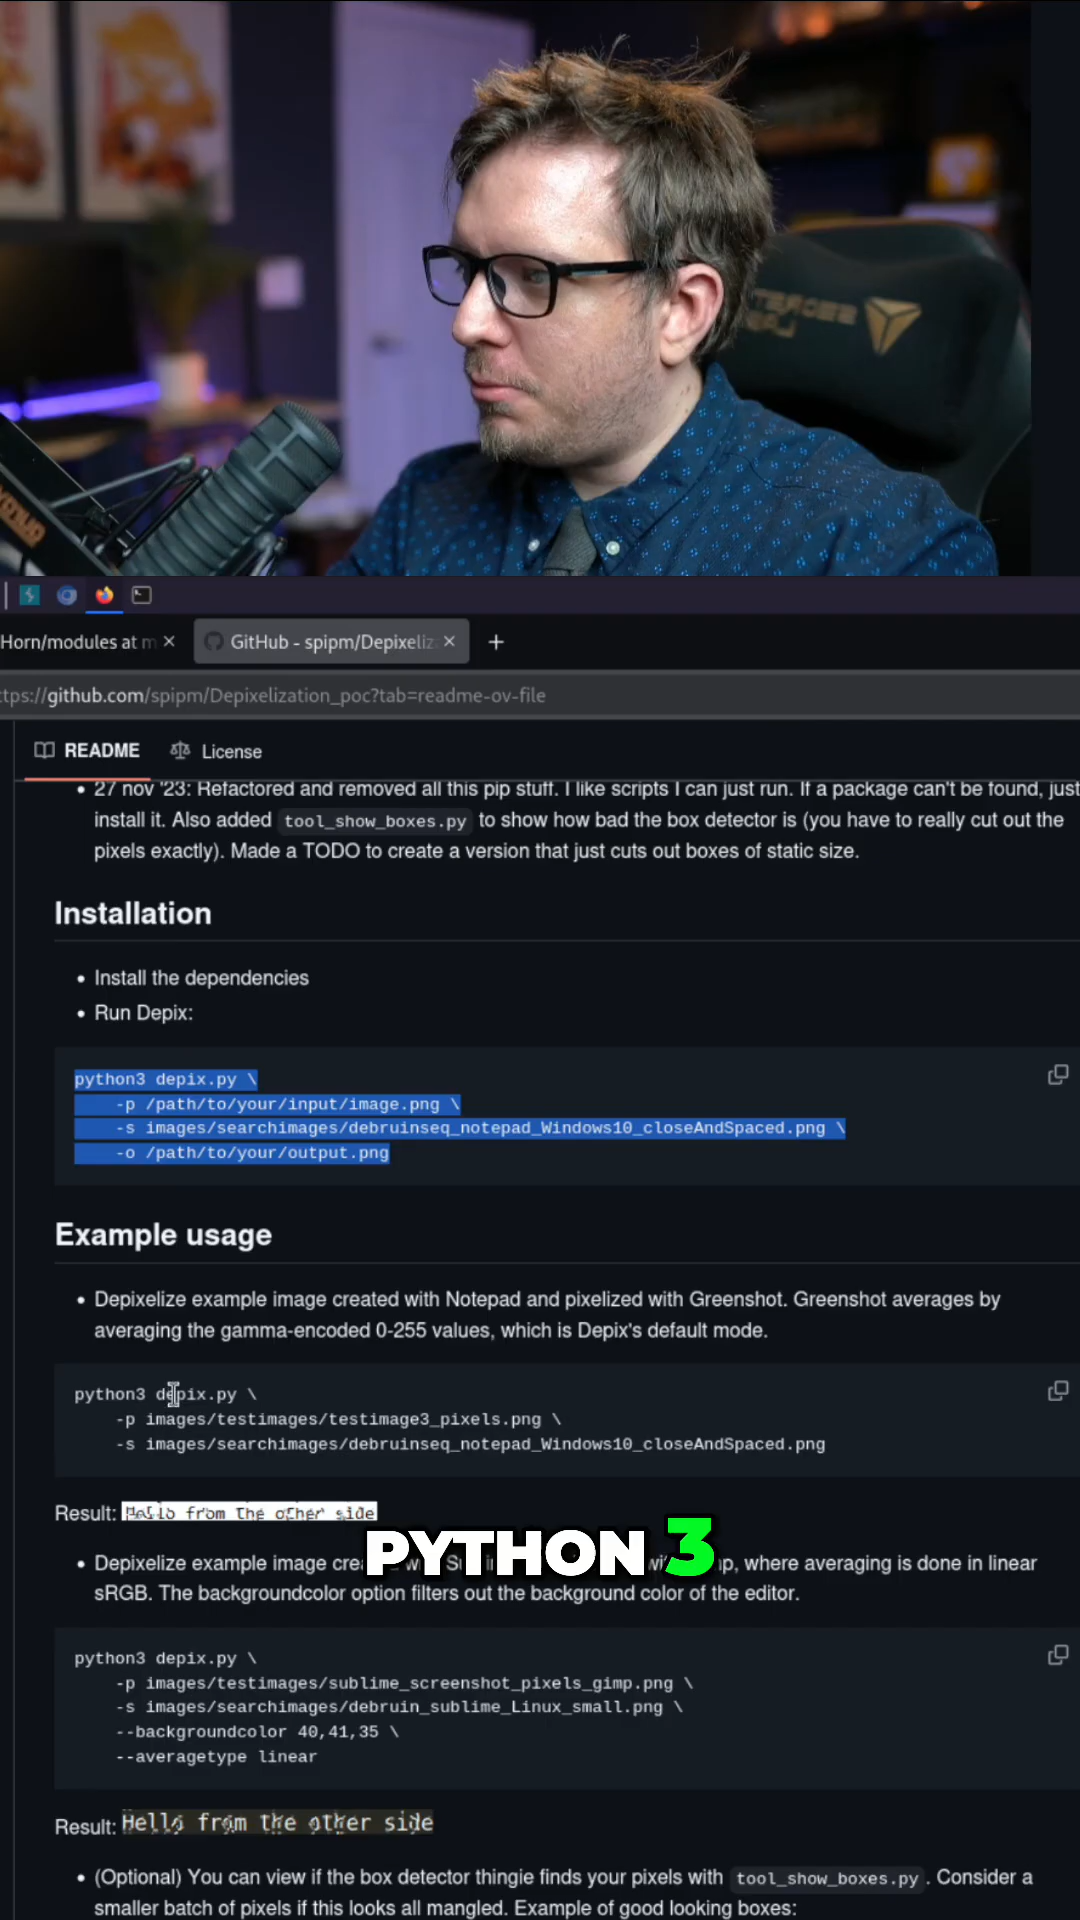 SECRET
LAB
Horn/modules at m
GitHub - spipm/Depixeliz
ttps://github.com/spipm/Depixelization_poc?tab=readme-ov-file
README
License
• 27 nov '23: Refactored and removed all this pip stuff. I like scripts I can just run. If a package can't be found, just
install it. Also added tool_show_boxes.py to show how bad the box detector is (you have to really cut out the
pixels exactly). Made a TODO to create a version that just cuts out boxes of static size.
Installation
• Install the dependencies
• Run Depix:
python3 depix.py \
-p /path/to/your/input/image.png \
-s images/searchimages/debruinseq_notepad_Windows10_closeAndSpaced.png \
-o /path/to/your/output.png
Example usage
• Depixelize example image created with Notepad and pixelized with Greenshot. Greenshot averages by
averaging the gamma-encoded 0-255 values, which is Depix's default mode.
python3 depix.py \
-p images/testimages/testimage3_pixels.png \
-s images/searchimages/debruinseq_notepad_Windows10_closeAndSpaced.png
Result: Hello from the other side
PYTHON 3
• Depixelize example image crea where averaging is done in linear
sRGB. The backgroundcolor option filters out the background color of the editor.
python3 depix.py \
-p images/testimages/sublime_screenshot_pixels_gimp.png \
-s images/searchimages/debruin_sublime_Linux_small.png \
--backgroundcolor 40,41,35 \
--averagetype linear
Result: Hello from the other side
• (Optional) You can view if the box detector thingie finds your pixels with tool_show_boxes.py . Consider a
smaller batch of pixels if this looks all mangled. Example of good looking boxes: